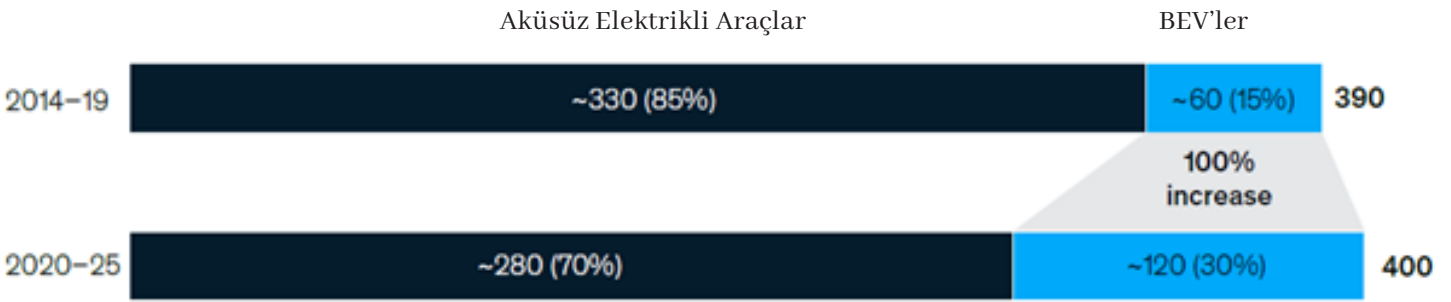 Aküsüz Elektrikli Araçlar BEV’ler
2014–19 ~330 (85%) ~60 (15%) 390
100%
increase
2020–25 ~280 (70%) ~120 (30%) 400